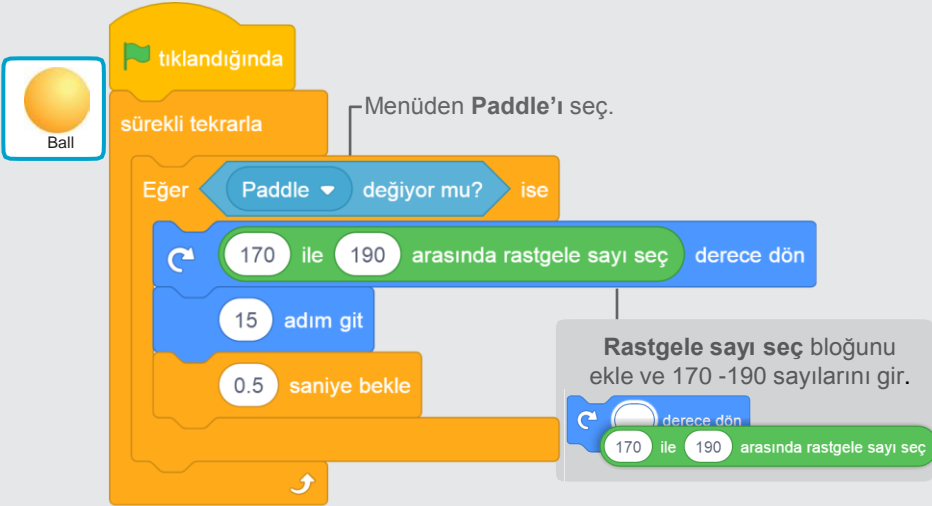 tıklandığında
Ball
sürekli tekrarla
Menüden Paddle'ı seç.
Eğer Paddle değiyor mu? ise
170 ile 190 arasında rastgele sayı seç derece dön
15 adım git
0.5 saniye bekle
Rastgele sayı seç bloğunu
ekle ve 170 -190 sayılarını gir.
derece dön
170 ile 190 arasında rastgele sayı seç